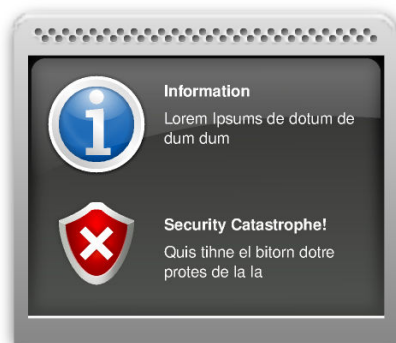 Information
Lorem Ipsums de dotum de
dum dum
Security Catastrophe!
Quis tihne el bitorn dotre
protes de la la